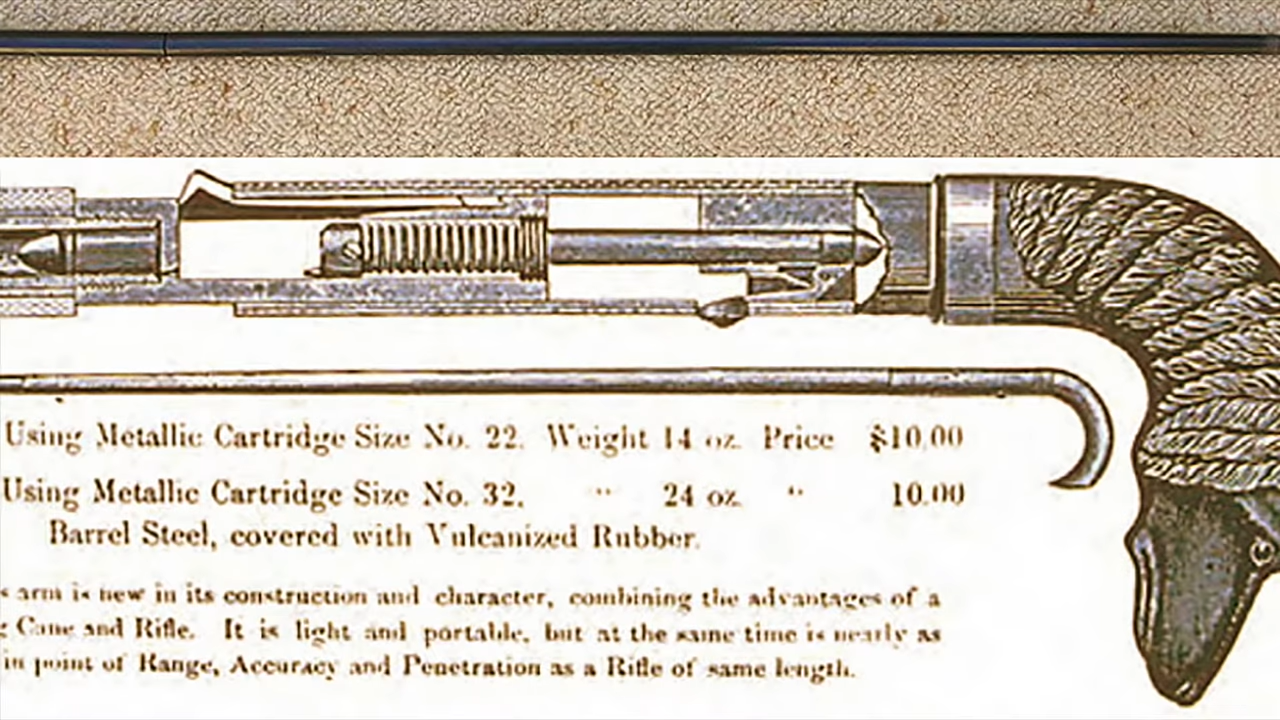 Using Metallic Cartridge Size No. 22. Weight 14 oz. Price $10.00
Using Metallic Cartridge Size No. 32. " 24 oz. " 10.00
Barrel Steel, covered with Vulcanized Rubber.
arm is new in its construction and character, combining the advantages of a
Cane and Rifle. It is light and portable, but at the same time is nearly as
in point of Range, Accuracy and Penetration as a Rifle of same length.